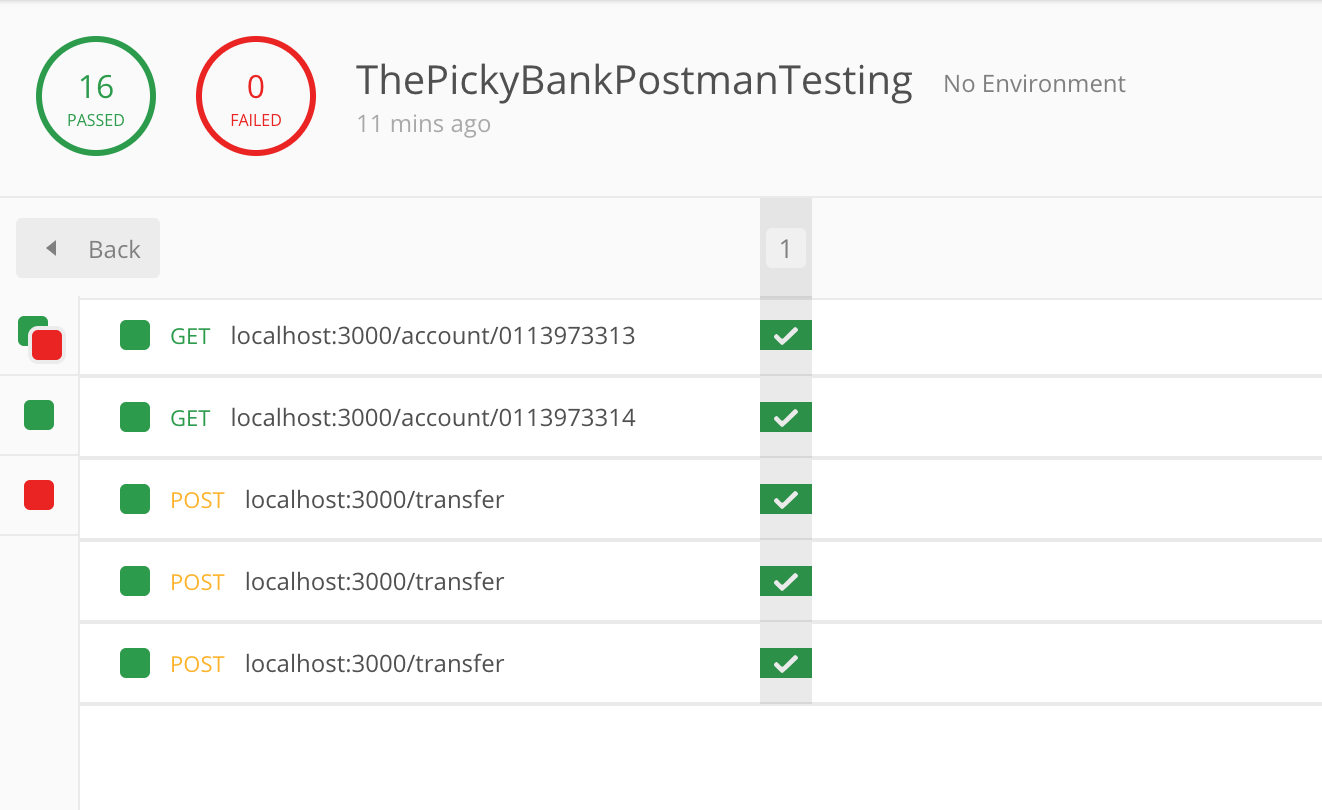 16
PASSED
0
FAILED
ThePickyBankPostmanTesting No Environment
11 mins ago
Back
1
GET localhost:3000/account/0113973313
GET localhost:3000/account/0113973314
POST localhost:3000/transfer
POST localhost:3000/transfer
POST localhost:3000/transfer